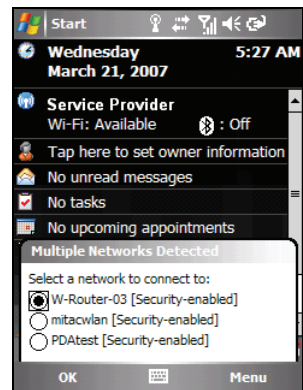 Start
Wednesday 5:27 AM
March 21, 2007
Service Provider
Wi-Fi: Available : Off
Tap here to set owner information
No unread messages
No tasks
No upcoming appointments
Multiple Networks Detected
Select a network to connect to:
W-Router-03 [Security-enabled]
mitacwlan [Security-enabled]
PDAtest [Security-enabled]
OK Menu